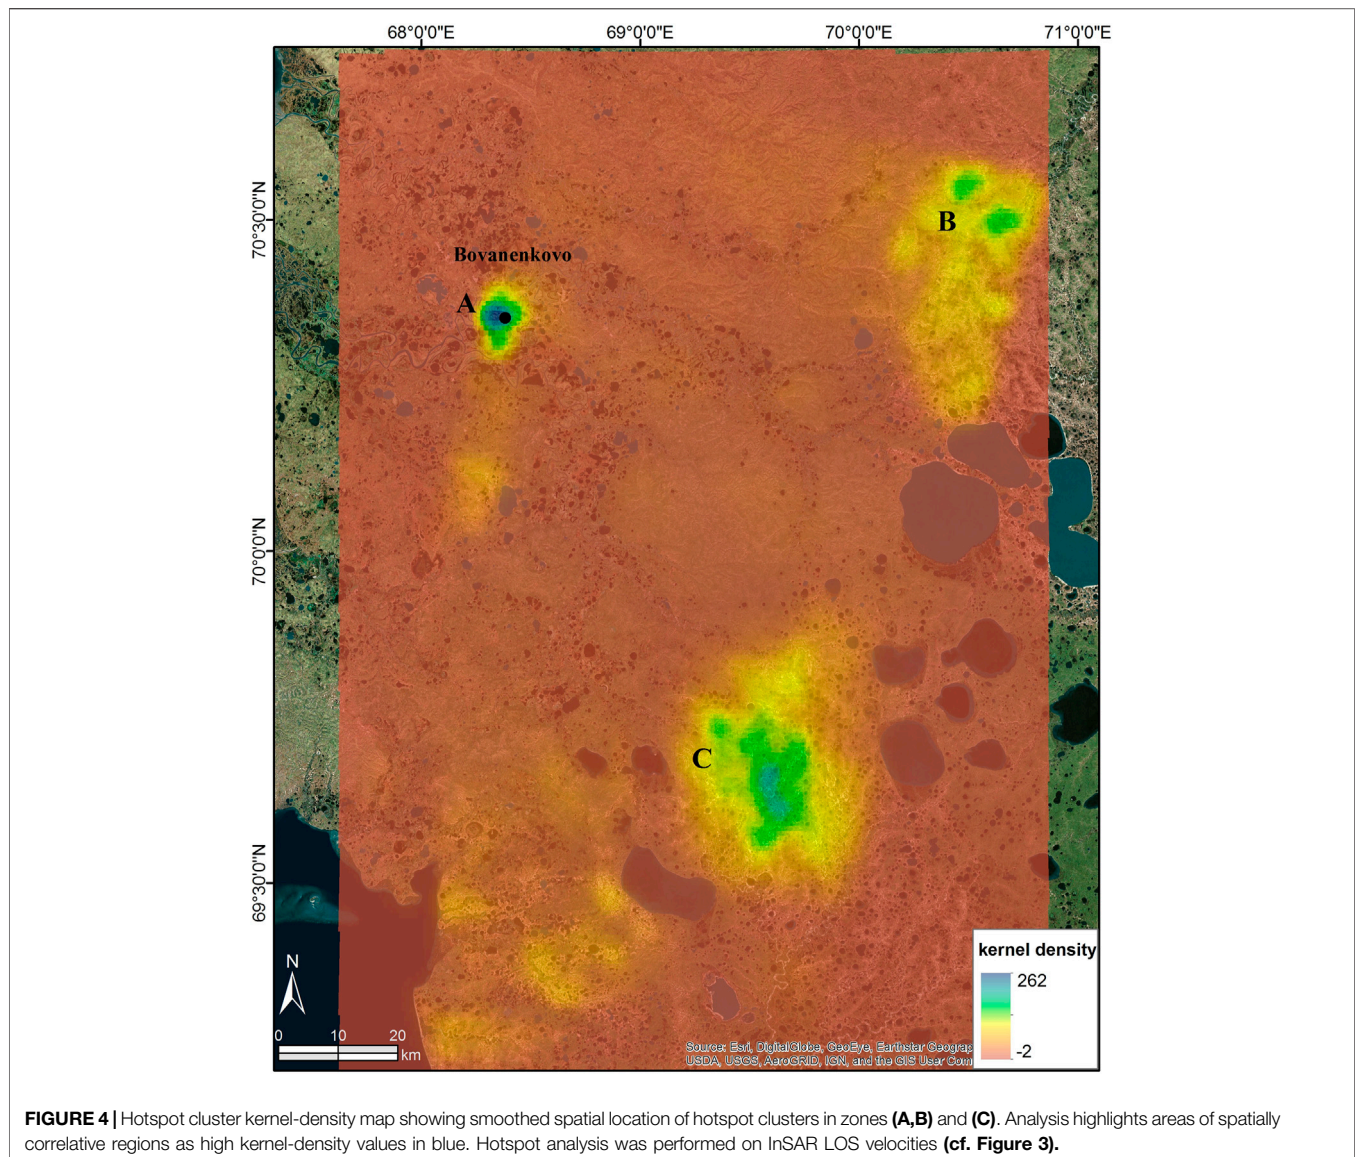 68°0'0"E 69°0'0"E 70°0'0"E 71°0'0"E
70°30'0"N
B
Bovanenkovo
A
70°0'0"N
C
69°30'0"N
kernel density
262
-2
N
0 10 20
km
Source: Esri, DigitalGlobe, GeoEye, Earthstar Geograp
USDA, USGS, AeroGRID, IGN, and the GIS User Com
FIGURE 4 | Hotspot cluster kernel-density map showing smoothed spatial location of hotspot clusters in zones (A,B) and (C). Analysis highlights areas of spatially
correlative regions as high kernel-density values in blue. Hotspot analysis was performed on InSAR LOS velocities (cf. Figure 3).